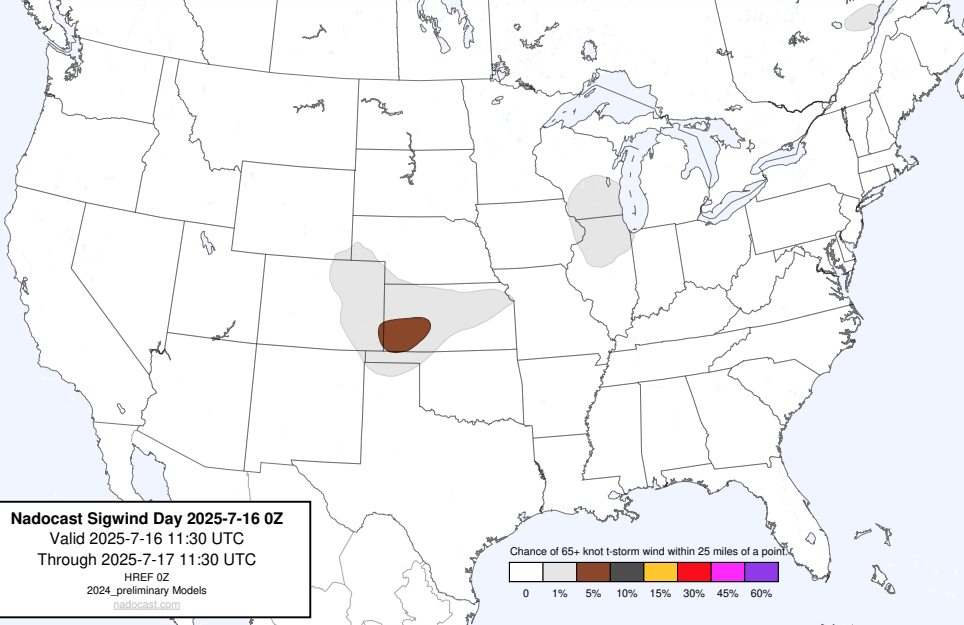 Nadocast Sigwind Day 2025-7-16 0Z
Valid 2025-7-16 11:30 UTC
Through 2025-7-17 11:30 UTC
HREF 0Z
2024_preliminary Models
nadocast.com
Chance of 65+ knot t-storm wind within 25 miles of a point.
0 1% 5% 10% 15% 30% 45% 60%